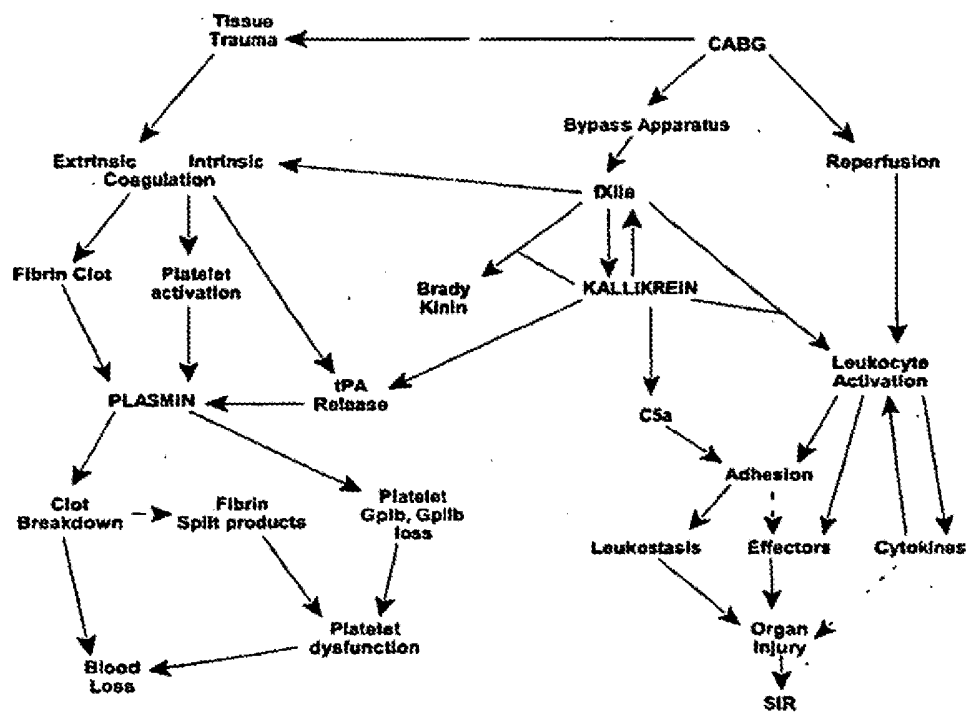 Tissue
Trauma
CABG
Bypass Apparatus
Extrinsic Intrinsic
Coagulation
Reperfusion
fXIIa
Fibrin Clot
Platelet
activation
Brady
Kinin
KALLIKREIN
tPA
Release
Leukocyte
Activation
PLASMIN
C5a
Adhesion
Clot
Breakdown
Fibrin
Split products
Platelet
GpIb, GpIIb
loss
Leukostasis
Effectors
Cytokines
Platelet
dysfunction
Organ
Injury
Blood
Loss
SIR